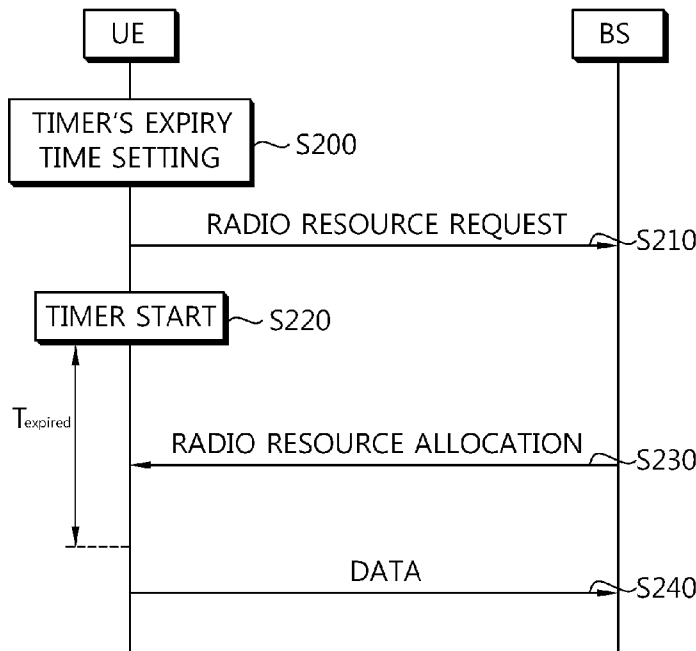 UE
BS
TIMER'S EXPIRY
TIME SETTING
S200
RADIO RESOURCE REQUEST
S210
TIMER START
S220
Texpired
RADIO RESOURCE ALLOCATION
S230
DATA
S240